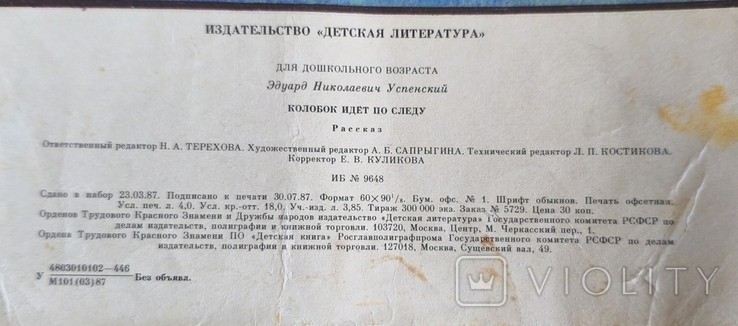 ИЗДАТЕЛЬСТВО «ДЕТСКАЯ ЛИТЕРАТУРА»
ДЛЯ ДОШКОЛЬНОГО ВОЗРАСТА
Эдуард Николаевич Успенский
КОЛОБОК ИДЕТ ПО СЛЕДУ
Рассказ
Ответственный редактор Н. А. ТЕРЕХОВА. Художественный редактор А. Б. САПРЫГИНА. Технический редактор Л. П. КОСТИКОВА.
Корректор Е. В. КУЛИКОВА
ИБ № 9648
Сдано в набор 23.03.87. Подписано к печати 30.07.87. Формат 60×90¹/₈. Бум. офс. № 1. Шрифт обыкнов. Печать офсетная.
Усл. печ. л. 4,0. Усл. кр.-отт. 18,0. Уч.-изд. л. 3,85. Тираж 300 000 экз. Заказ № 5729. Цена 30 коп.
Орденов Трудового Красного Знамени и Дружбы народов издательство «Детская литература» Государственного комитета РСФСР по
делам издательств, полиграфии и книжной торговли. 103720, Москва, Центр, М. Черкасский пер., 1.
Ордена Трудового Красного Знамени ПО «Детская книга» Росглавполиграфпрома Государственного комитета РСФСР по делам
издательств, полиграфии и книжной торговли. 127018, Москва, Сущевский вал, 49.
4803010102—446
У Без объявл.
М101(03)87
VIOLITY